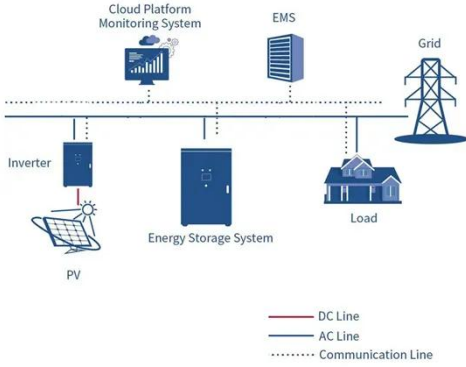 Cloud Platform
Monitoring System
EMS
Grid
Inverter
Load
Energy Storage System
PV
DC Line
AC Line
Communication Line